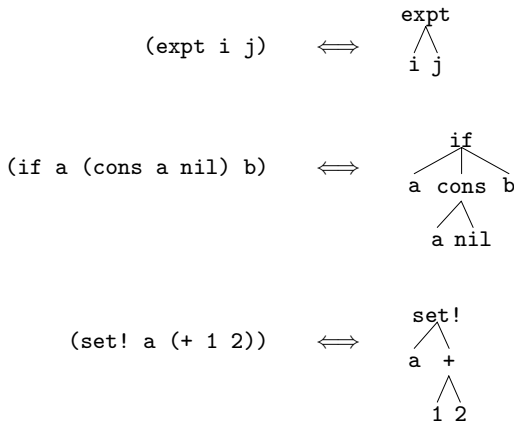 expt
(expt i j) ⟺ i j
if
(if a (cons a nil) b) ⟺ a cons b
a nil
set!
(set! a (+ 1 2)) ⟺ a +
1 2